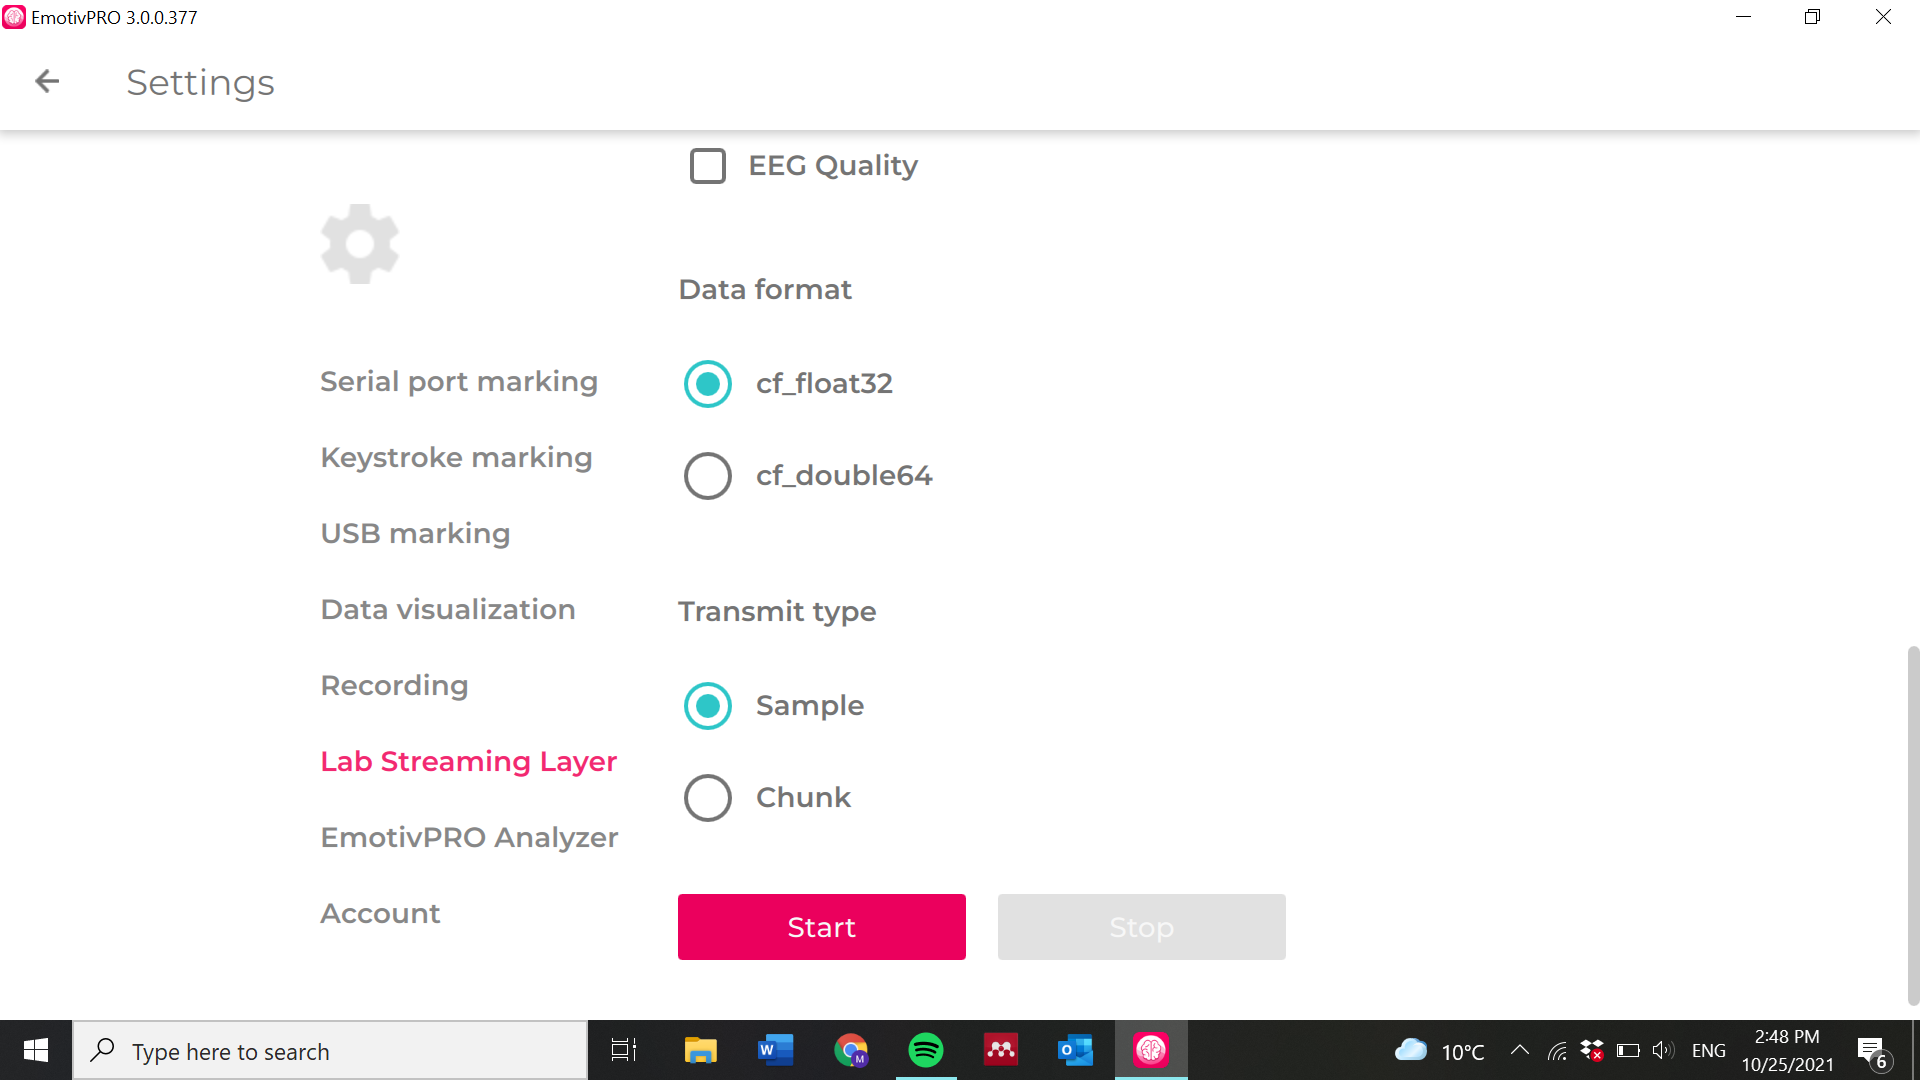 EmotivPRO 3.0.0.377
Settings
EEG Quality
Data format
cf_float32
cf_double64
Transmit type
Sample
Chunk
Start
Stop
Serial port marking
Keystroke marking
USB marking
Data visualization
Recording
Lab Streaming Layer
EmotivPRO Analyzer
Account
Type here to search
W
M
O
10°C
ENG
2:48 PM
10/25/2021
6